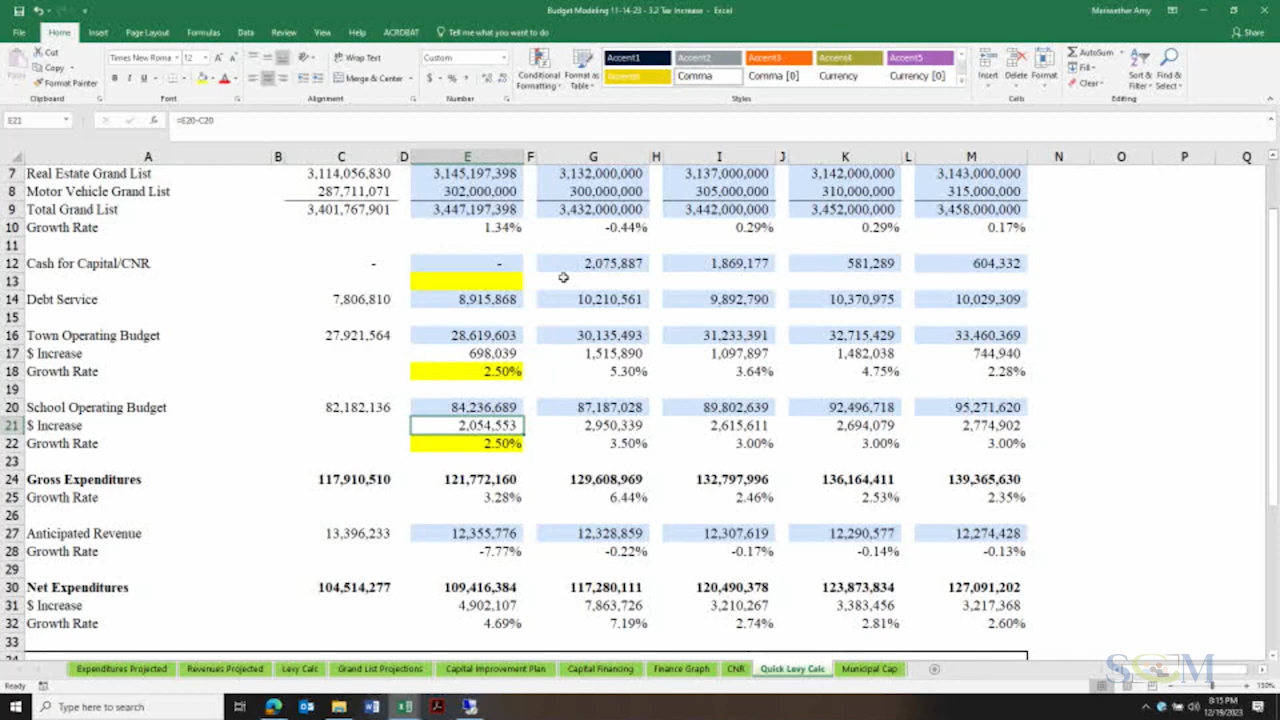 Budget Modeling 11-14-23 - 3.2 Tax Increase - Excel
Meriwether Amy
File Home Insert Page Layout Formulas Data Review View Help ACROBAT Tell me what you want to do Share
Cut
Copy
Format Painter
Paste
Clipboard
Times New Roma 12
B I U
Font
Wrap Text
Merge & Center
Alignment
Custom
$ % ,
Number
Conditional Formatting
Format as Table
Accent1 Accent2 Accent3 Accent4 Accent5
Accent6 Comma Comma [0] Currency Currency [0]
Styles
Insert Delete Format
Cells
AutoSum
Fill
Clear
Sort & Filter
Find & Select
Editing
E21 fx =E20-C20
A B C D E F G H I J K L M N O P Q
7 Real Estate Grand List 3,114,056,830 3,145,197,398 3,132,000,000 3,137,000,000 3,142,000,000 3,143,000,000
8 Motor Vehicle Grand List 287,711,071 302,000,000 300,000,000 305,000,000 310,000,000 315,000,000
9 Total Grand List 3,401,767,901 3,447,197,398 3,432,000,000 3,442,000,000 3,452,000,000 3,458,000,000
10 Growth Rate 1.34% -0.44% 0.29% 0.29% 0.17%
11
12 Cash for Capital/CNR - - 2,075,887 1,869,177 581,289 604,332
13
14 Debt Service 7,806,810 8,915,868 10,210,561 9,892,790 10,370,975 10,029,309
15
16 Town Operating Budget 27,921,564 28,619,603 30,135,493 31,233,391 32,715,429 33,460,369
17 $ Increase 698,039 1,515,890 1,097,897 1,482,038 744,940
18 Growth Rate 2.50% 5.30% 3.64% 4.75% 2.28%
19
20 School Operating Budget 82,182,136 84,236,689 87,187,028 89,802,639 92,496,718 95,271,620
21 $ Increase 2,054,553 2,950,339 2,615,611 2,694,079 2,774,902
22 Growth Rate 2.50% 3.50% 3.00% 3.00% 3.00%
23
24 Gross Expenditures 117,910,510 121,772,160 129,608,969 132,797,996 136,164,411 139,365,630
25 Growth Rate 3.28% 6.44% 2.46% 2.53% 2.35%
26
27 Anticipated Revenue 13,396,233 12,355,776 12,328,859 12,307,619 12,290,577 12,274,428
28 Growth Rate -7.77% -0.22% -0.17% -0.14% -0.13%
29
30 Net Expenditures 104,514,277 109,416,384 117,280,111 120,490,378 123,873,834 127,091,202
31 $ Increase 4,902,107 7,863,726 3,210,267 3,383,456 3,217,368
32 Growth Rate 4.69% 7.19% 2.74% 2.81% 2.60%
33
Expenditures Projected Revenues Projected Levy Calc Grand List Projections Capital Improvement Plan Capital Financing Finance Graph CNR Quick Levy Calc Municipal Cap
Ready
Type here to search
8:15 PM
12/19/2023